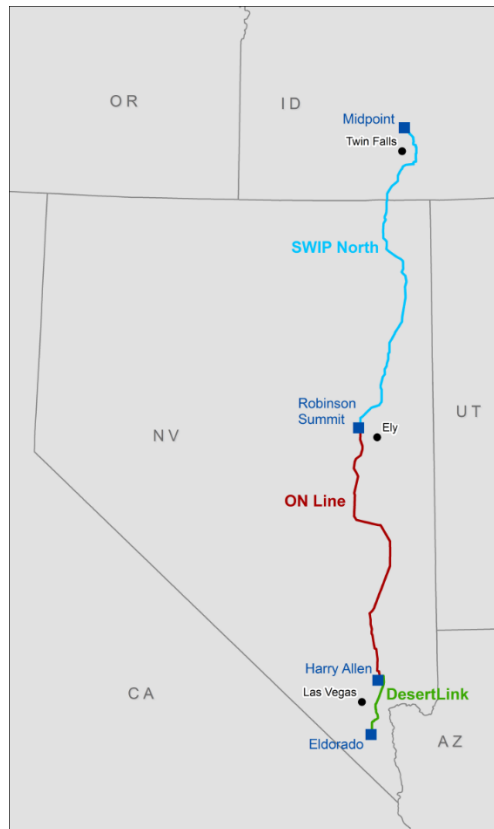 OR
ID
Midpoint
Twin Falls
SWIP North
Robinson
Summit
UT
Ely
NV
ON Line
Harry Allen
Las Vegas
DesertLink
CA
Eldorado
AZ